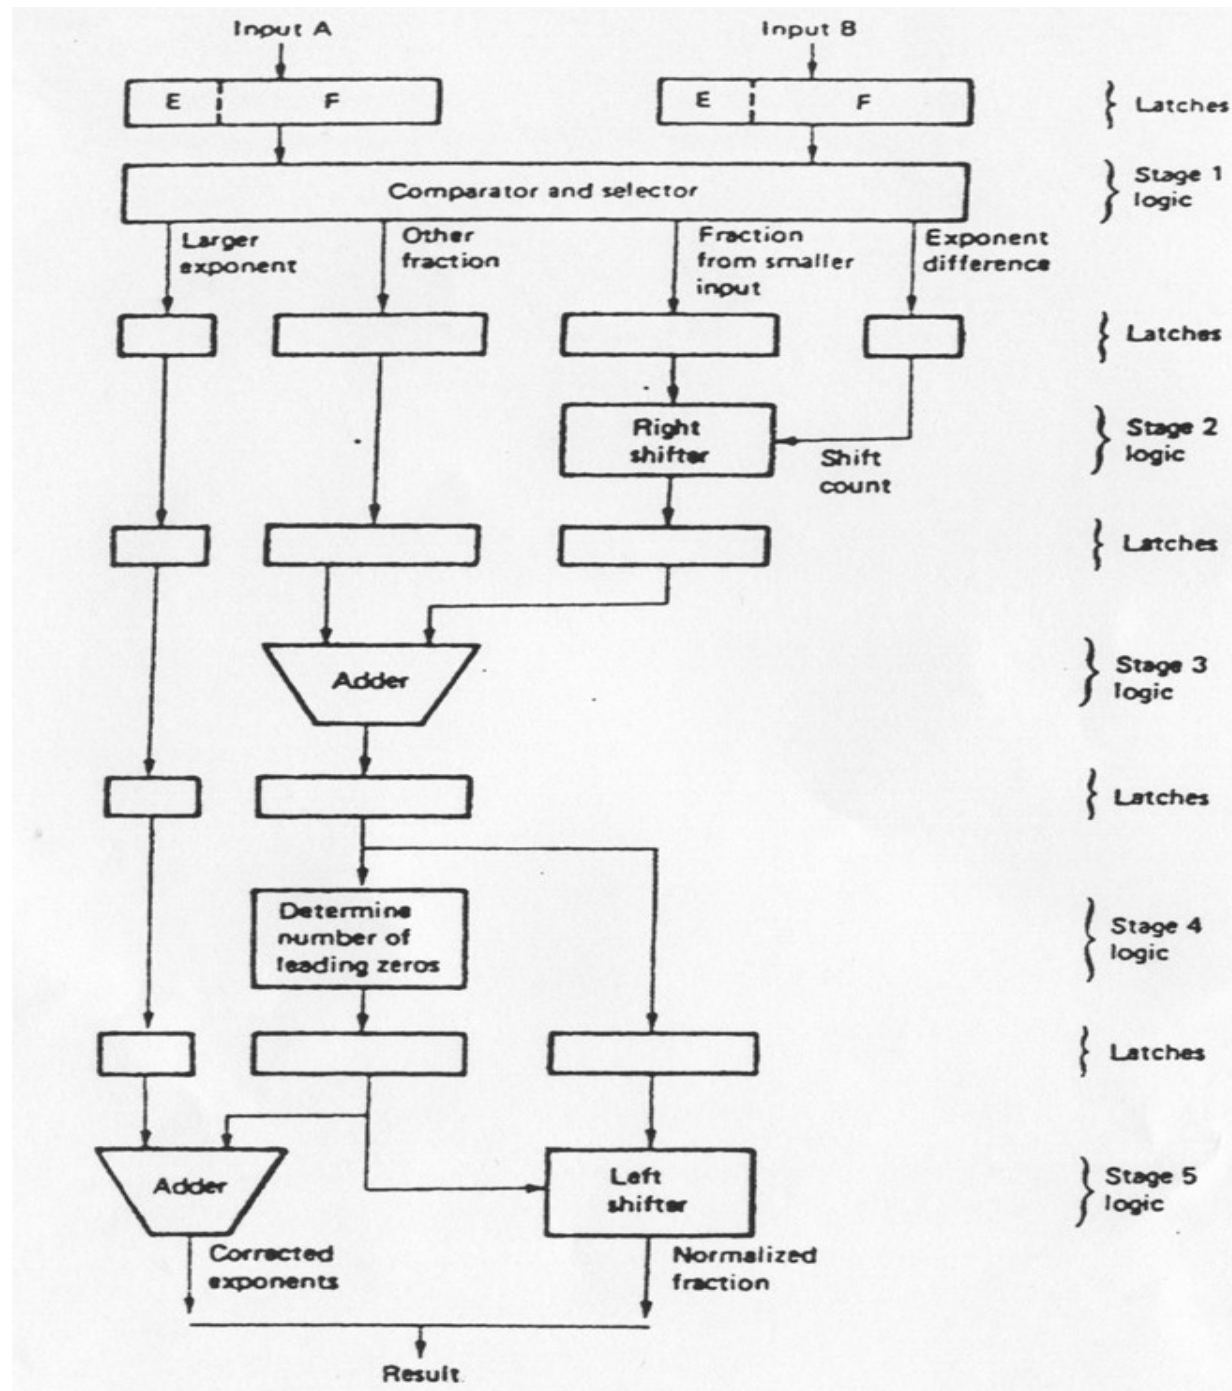 Input A
Input B
E
F
E
F
Latches
Comparator and selector
Stage 1
logic
Larger
exponent
Other
fraction
Fraction
from smaller
input
Exponent
difference
Latches
Right
shifter
Shift
count
Stage 2
logic
Latches
Adder
Stage 3
logic
Latches
Determine
number of
leading zeros
Stage 4
logic
Latches
Adder
Left
shifter
Stage 5
logic
Corrected
exponents
Normalized
fraction
Result